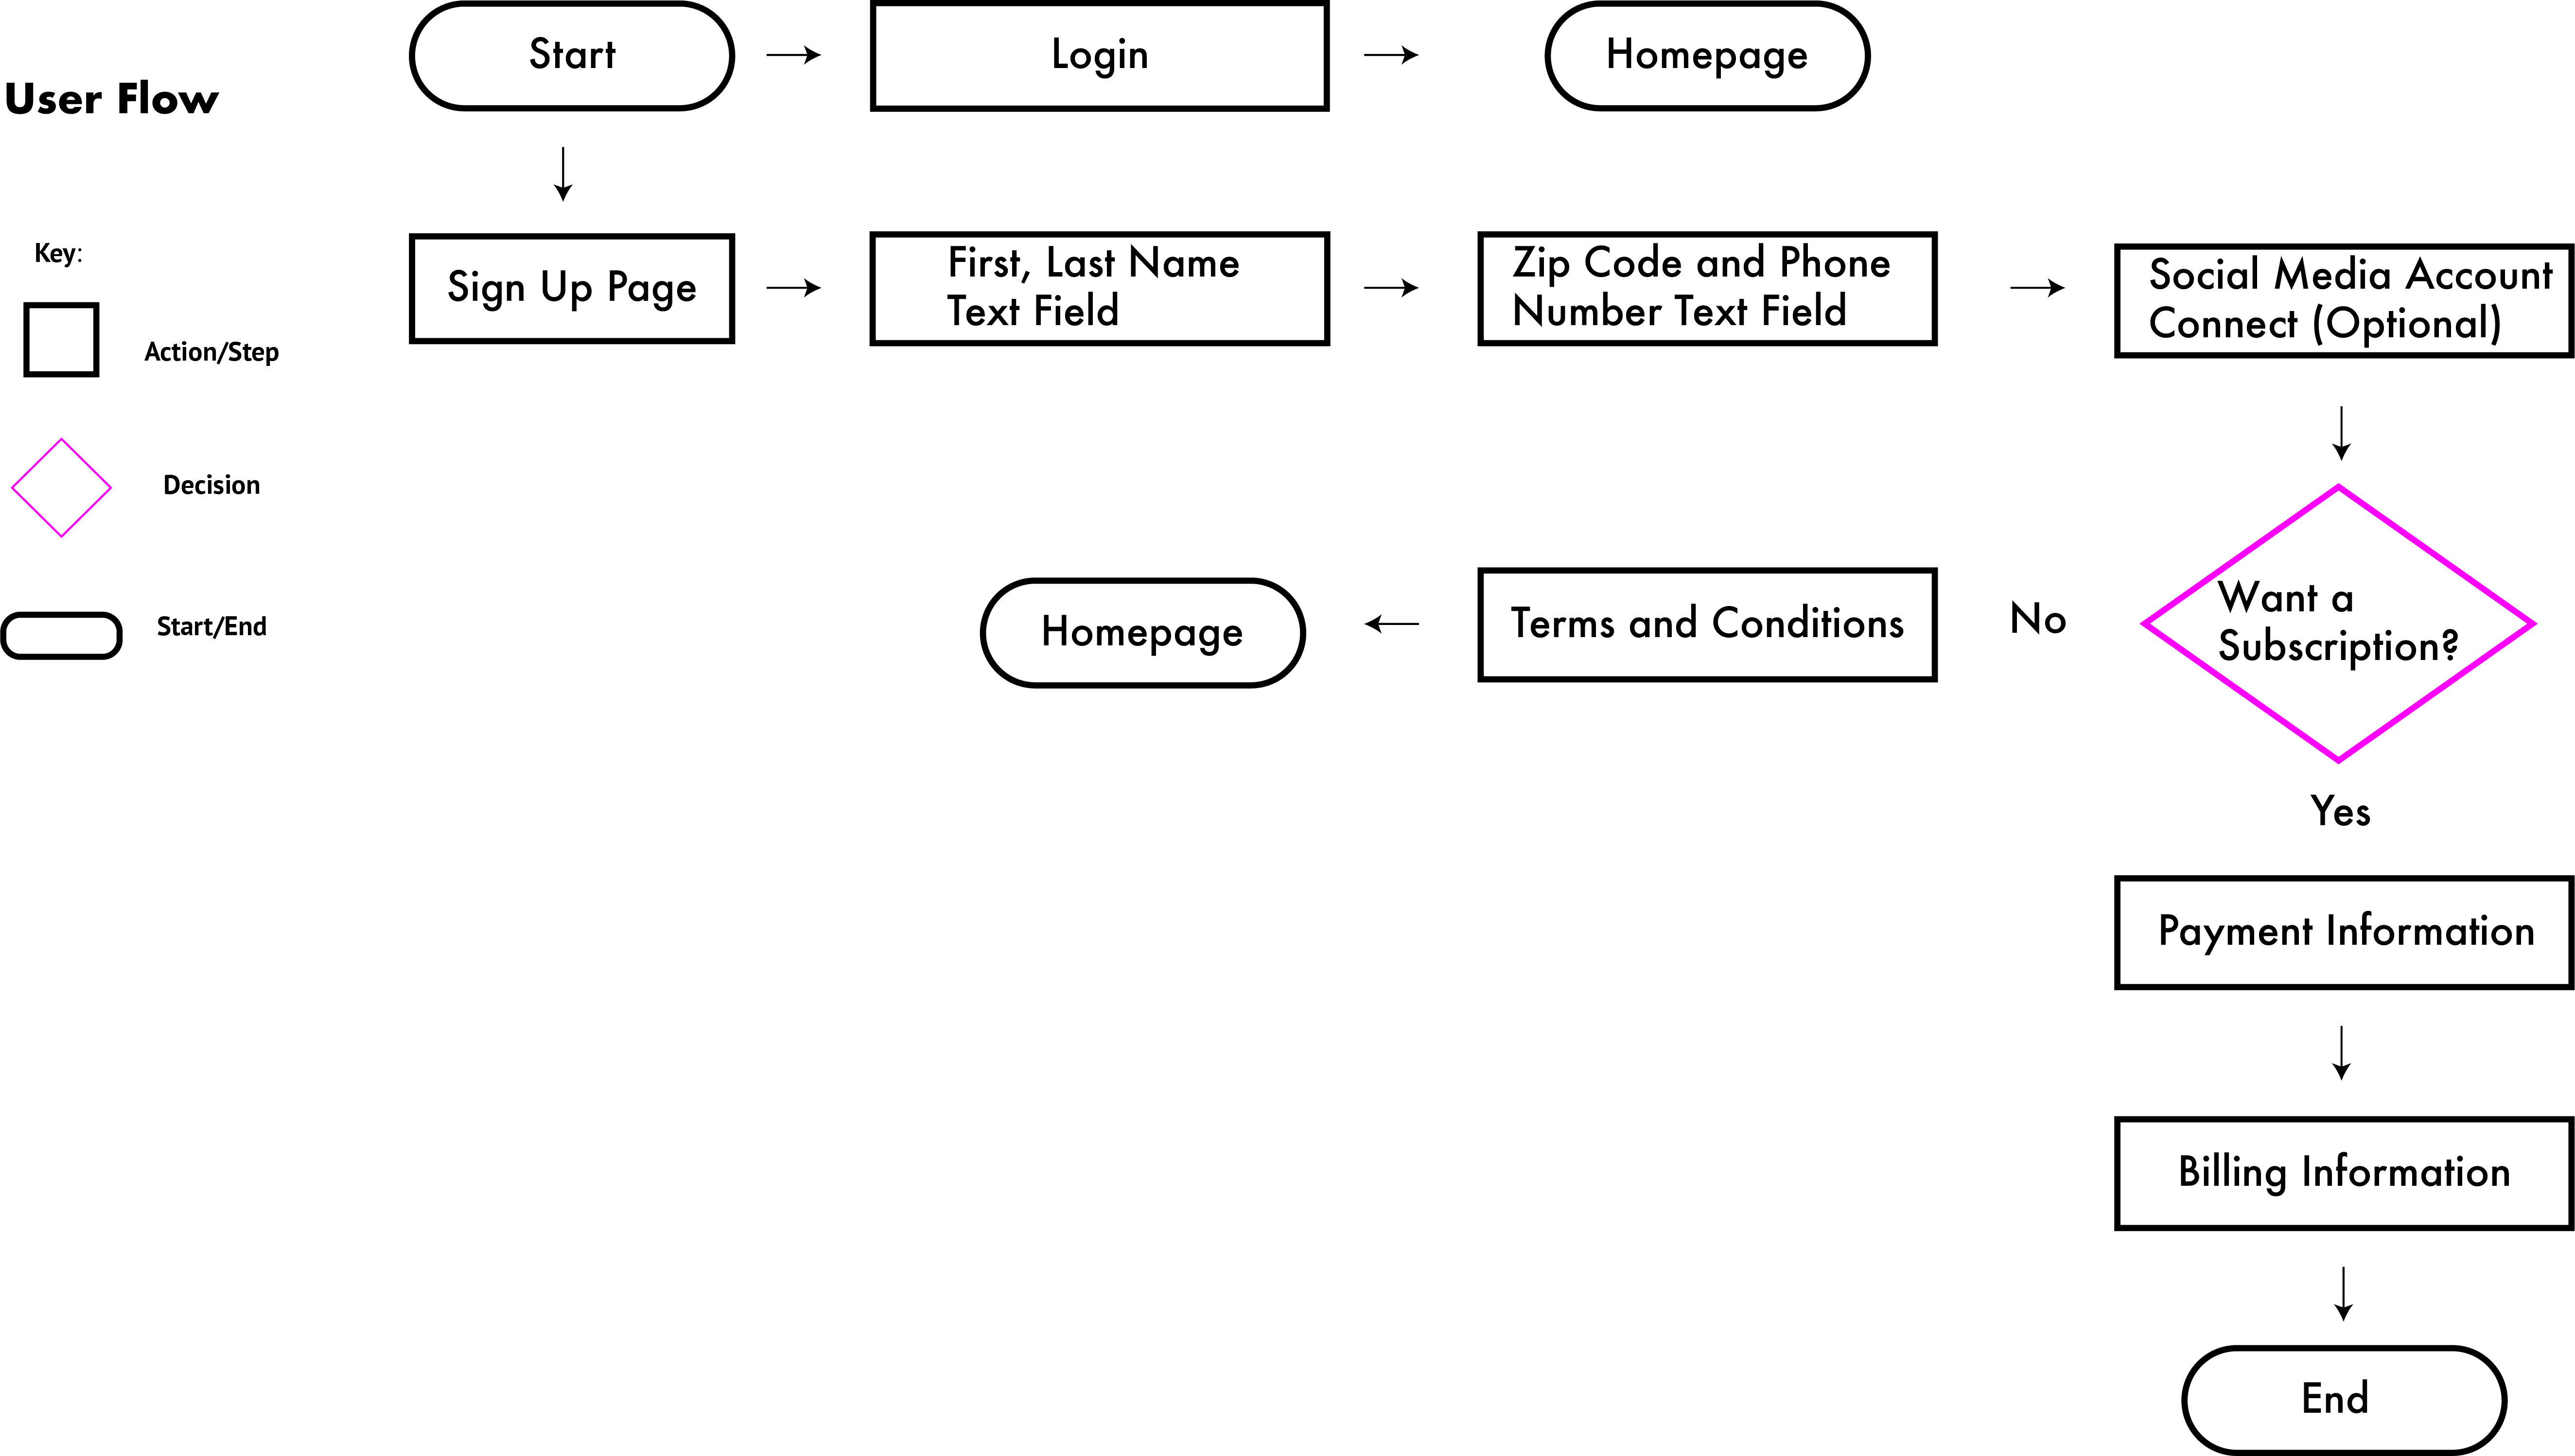 Start
Login
Homepage
User Flow
Key:
Action/Step
Decision
Start/End
Sign Up Page
First, Last Name
Text Field
Zip Code and Phone
Number Text Field
Social Media Account
Connect (Optional)
Want a
Subscription?
No
Terms and Conditions
Homepage
Yes
Payment Information
Billing Information
End